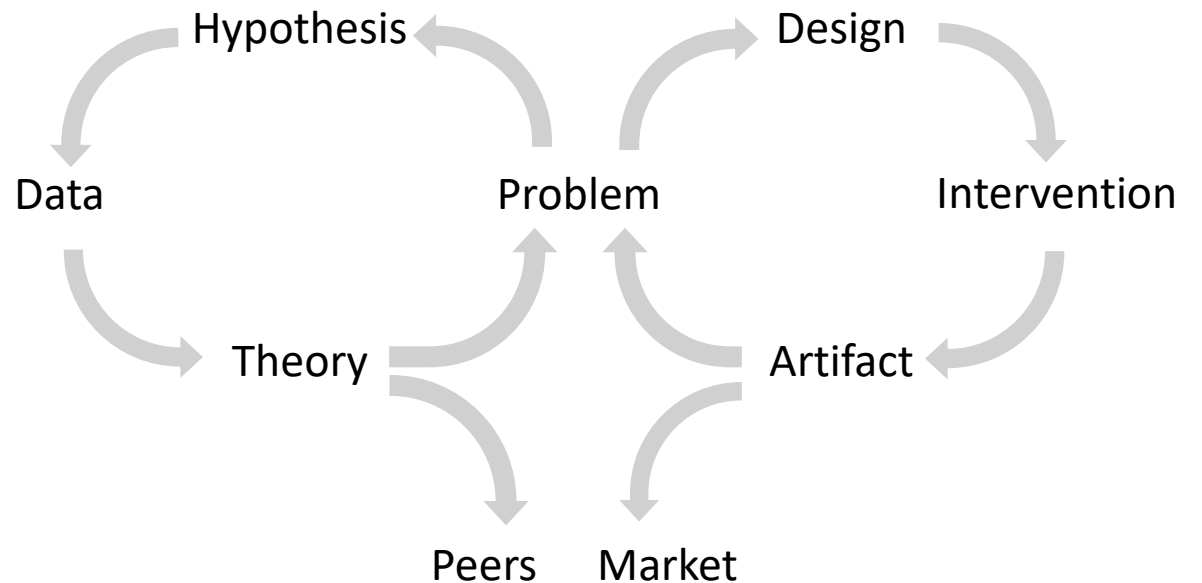 Hypothesis
Design
Data
Problem
Intervention
Theory
Artifact
Peers
Market